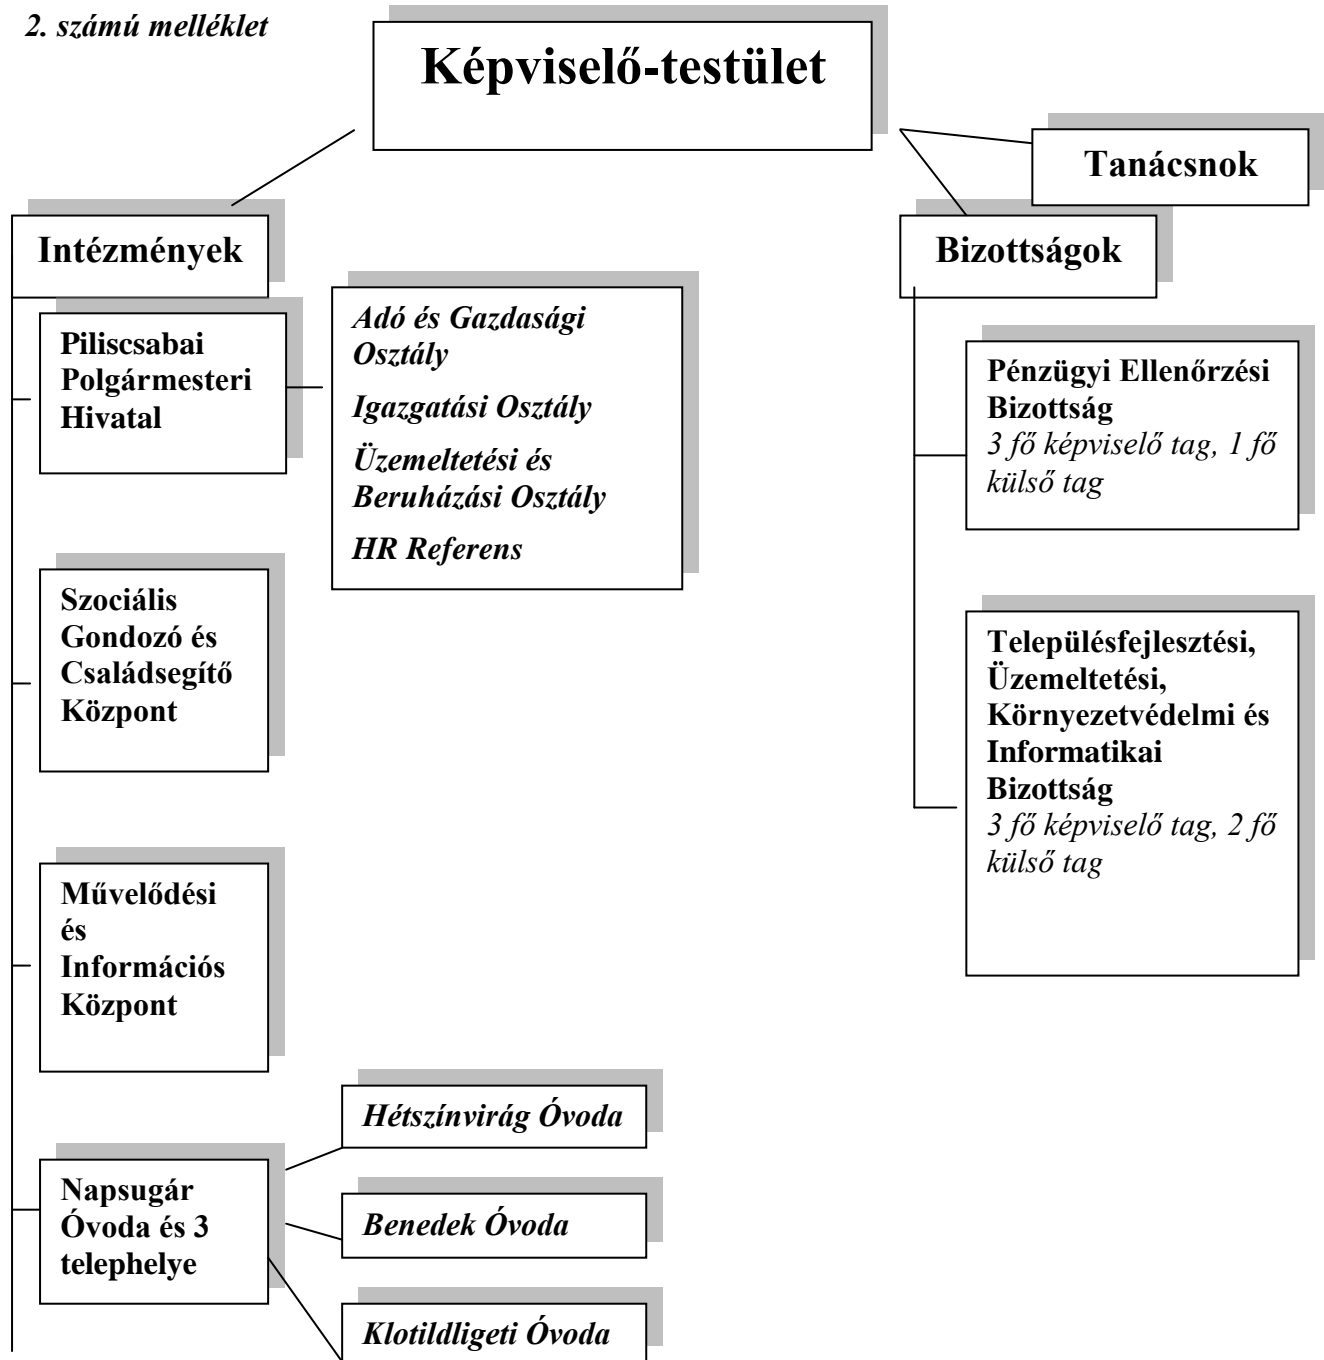 2. számú melléklet
Képviselő-testület
Tanácsnok
Intézmények
Bizottságok
Piliscsabai
Polgármesteri
Hivatal
Adó és Gazdasági
Osztály
Igazgatási Osztály
Üzemeltetési és
Beruházási Osztály
HR Referens
Pénzügyi Ellenőrzési
Bizottság
3 fő képviselő tag, 1 fő
külső tag
Szociális
Gondozó és
Családsegítő
Központ
Településfejlesztési,
Üzemeltetési,
Környezetvédelmi és
Informatikai
Bizottság
3 fő képviselő tag, 2 fő
külső tag
Művelődési
és
Információs
Központ
Napsugár
Óvoda és 3
telephelye
Hétszínvirág Óvoda
Benedek Óvoda
Klotildligeti Óvoda